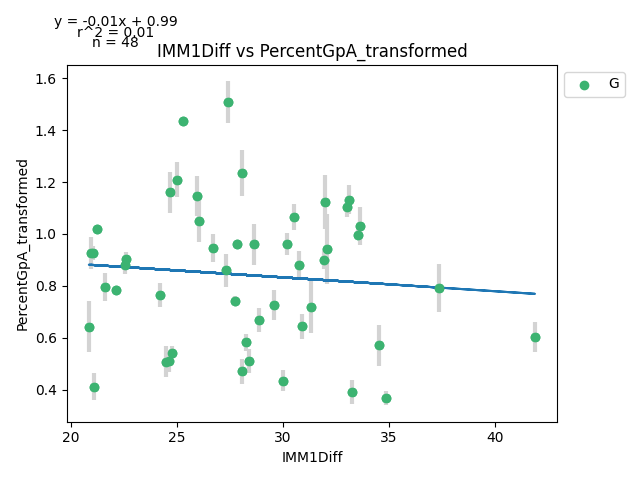 y = -0.01x + 0.99
r^2 = 0.01
n = 48
IMM1Diff vs PercentGpA_transformed
G
PercentGpA_transformed
1.6
1.4
1.2
1.0
0.8
0.6
0.4
20 25 30 35 40
IMM1Diff